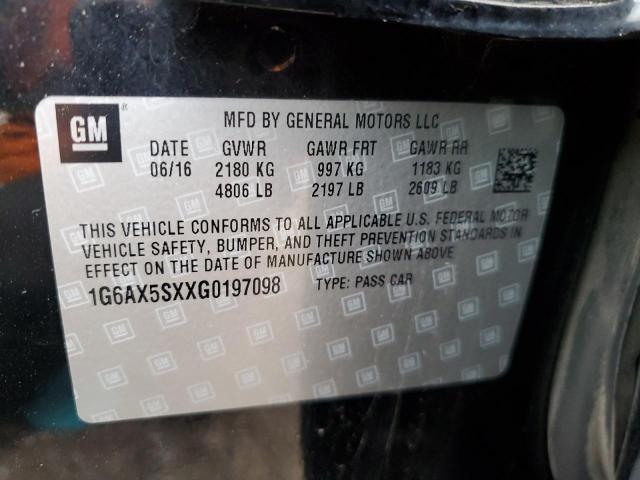 GM ®
MFD BY GENERAL MOTORS LLC
DATE GVWR GAWR FRT GAWR RR
06/16 2180 KG 997 KG 1183 KG
4806 LB 2197 LB 2609 LB
THIS VEHICLE CONFORMS TO ALL APPLICABLE U.S. FEDERAL MOTOR
VEHICLE SAFETY, BUMPER, AND THEFT PREVENTION STANDARDS IN
EFFECT ON THE DATE OF MANUFACTURE SHOWN ABOVE
1G6AX5SXXG0197098 TYPE: PASS CAR